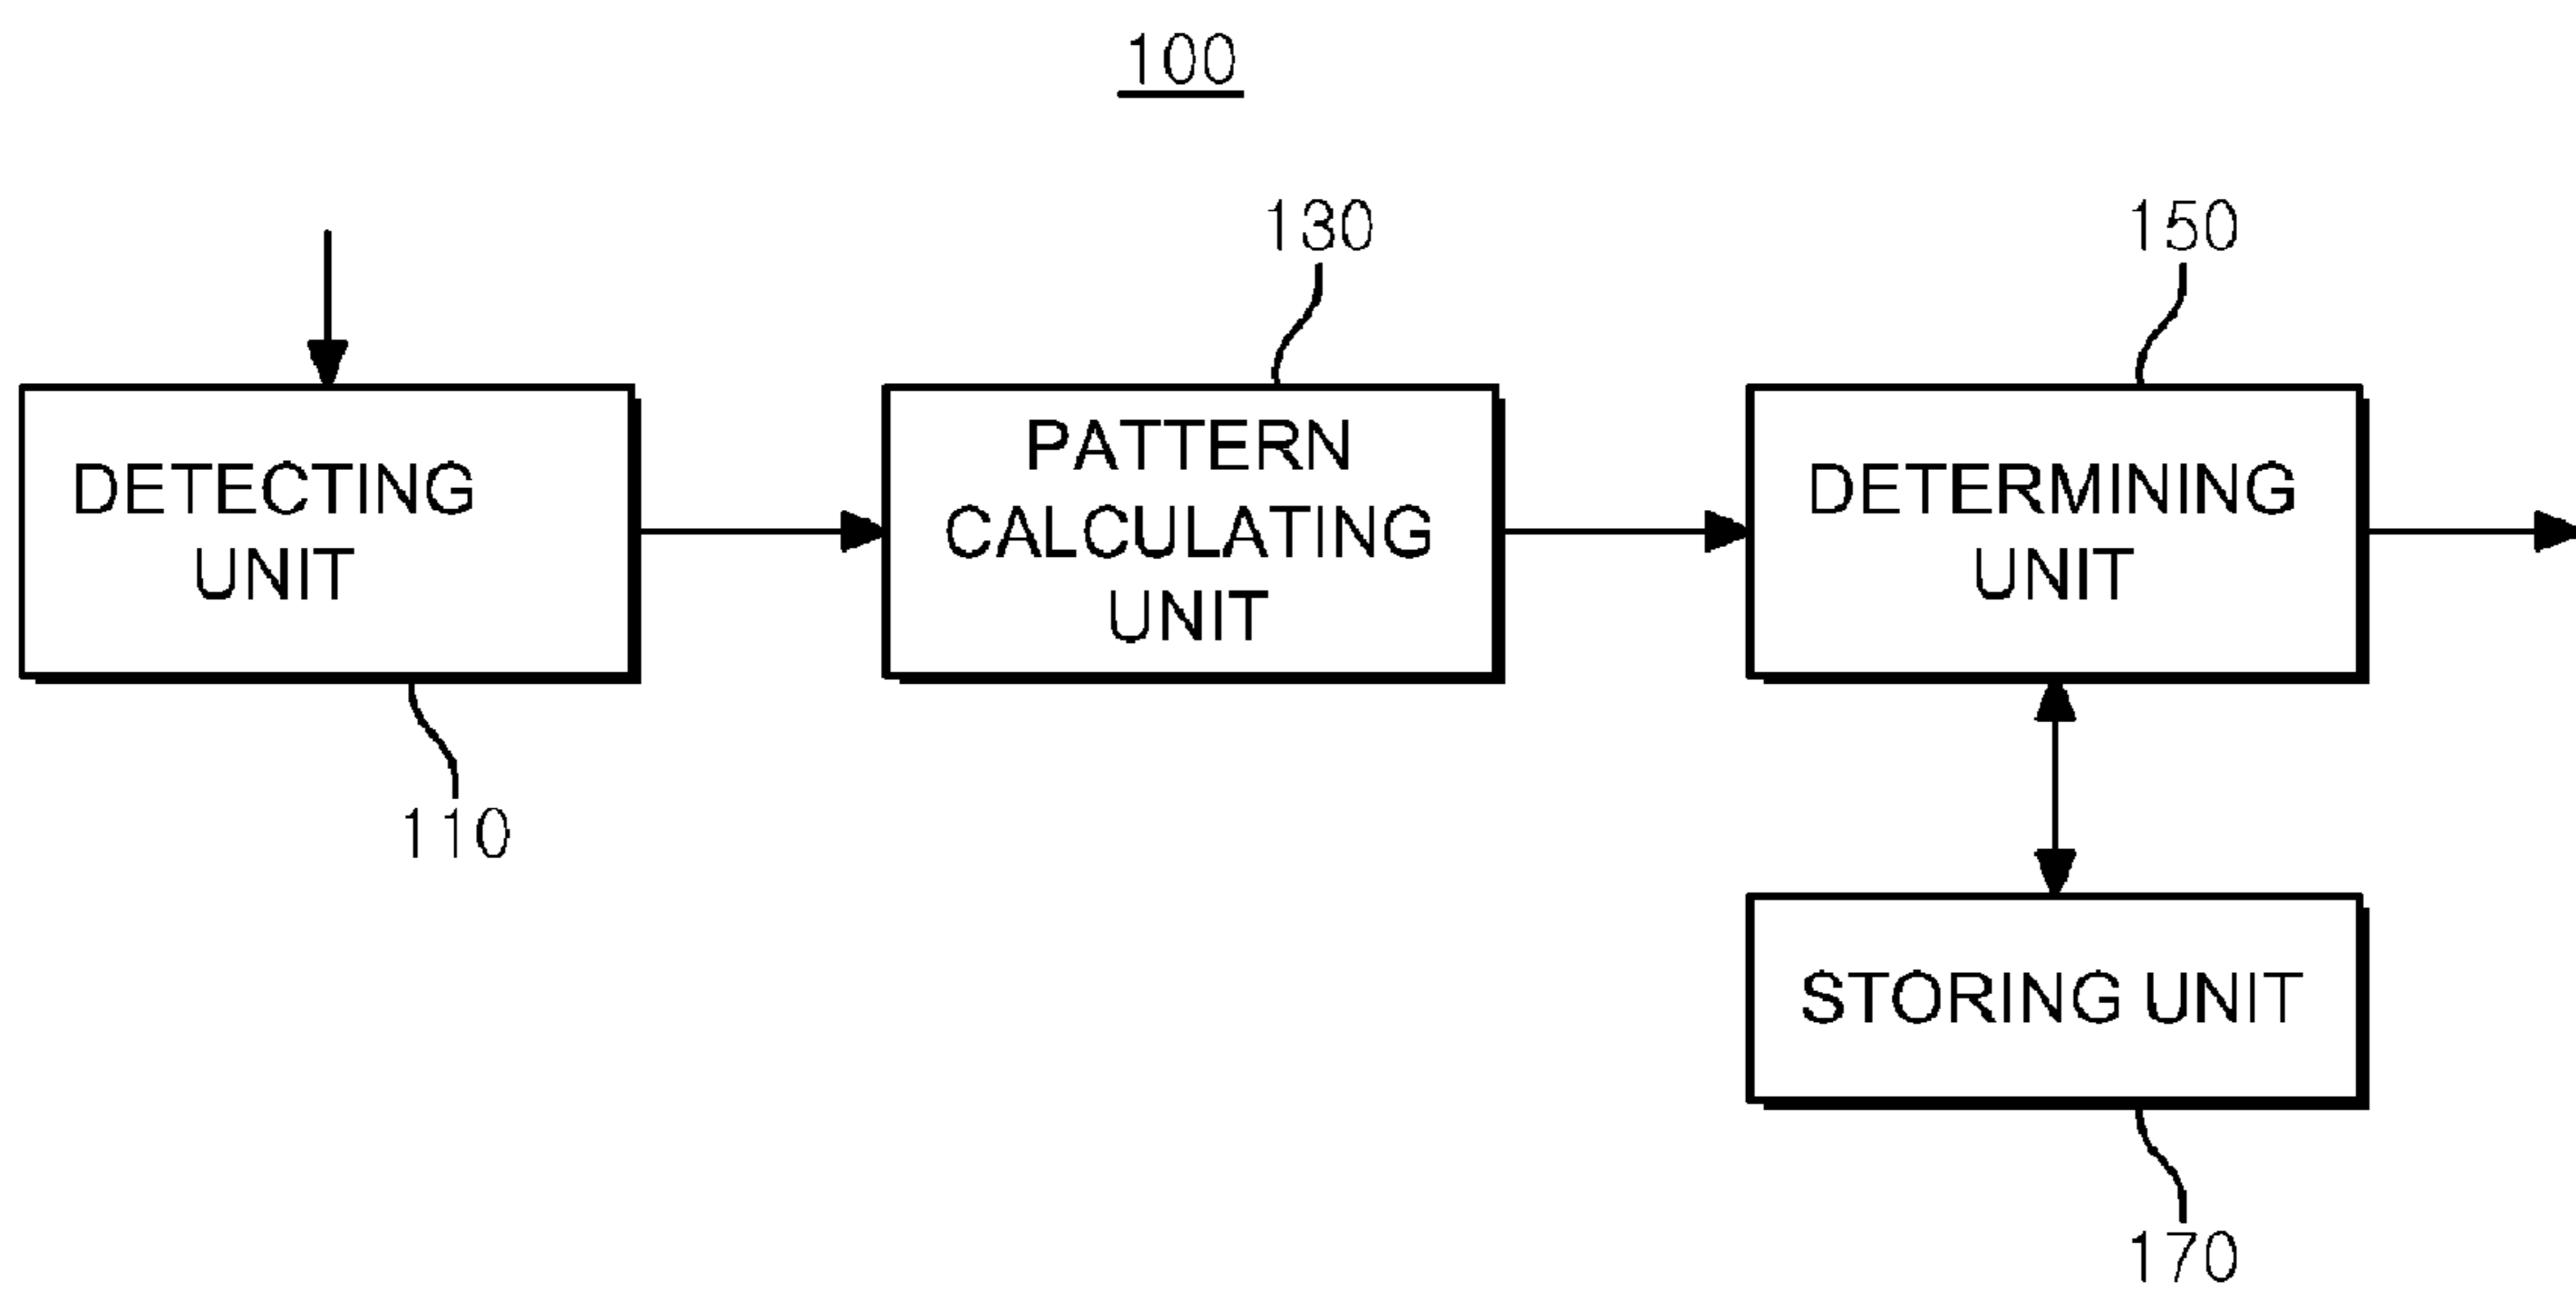 100
130
150
DETECTING
UNIT
PATTERN
CALCULATING
UNIT
DETERMINING
UNIT
110
STORING UNIT
170